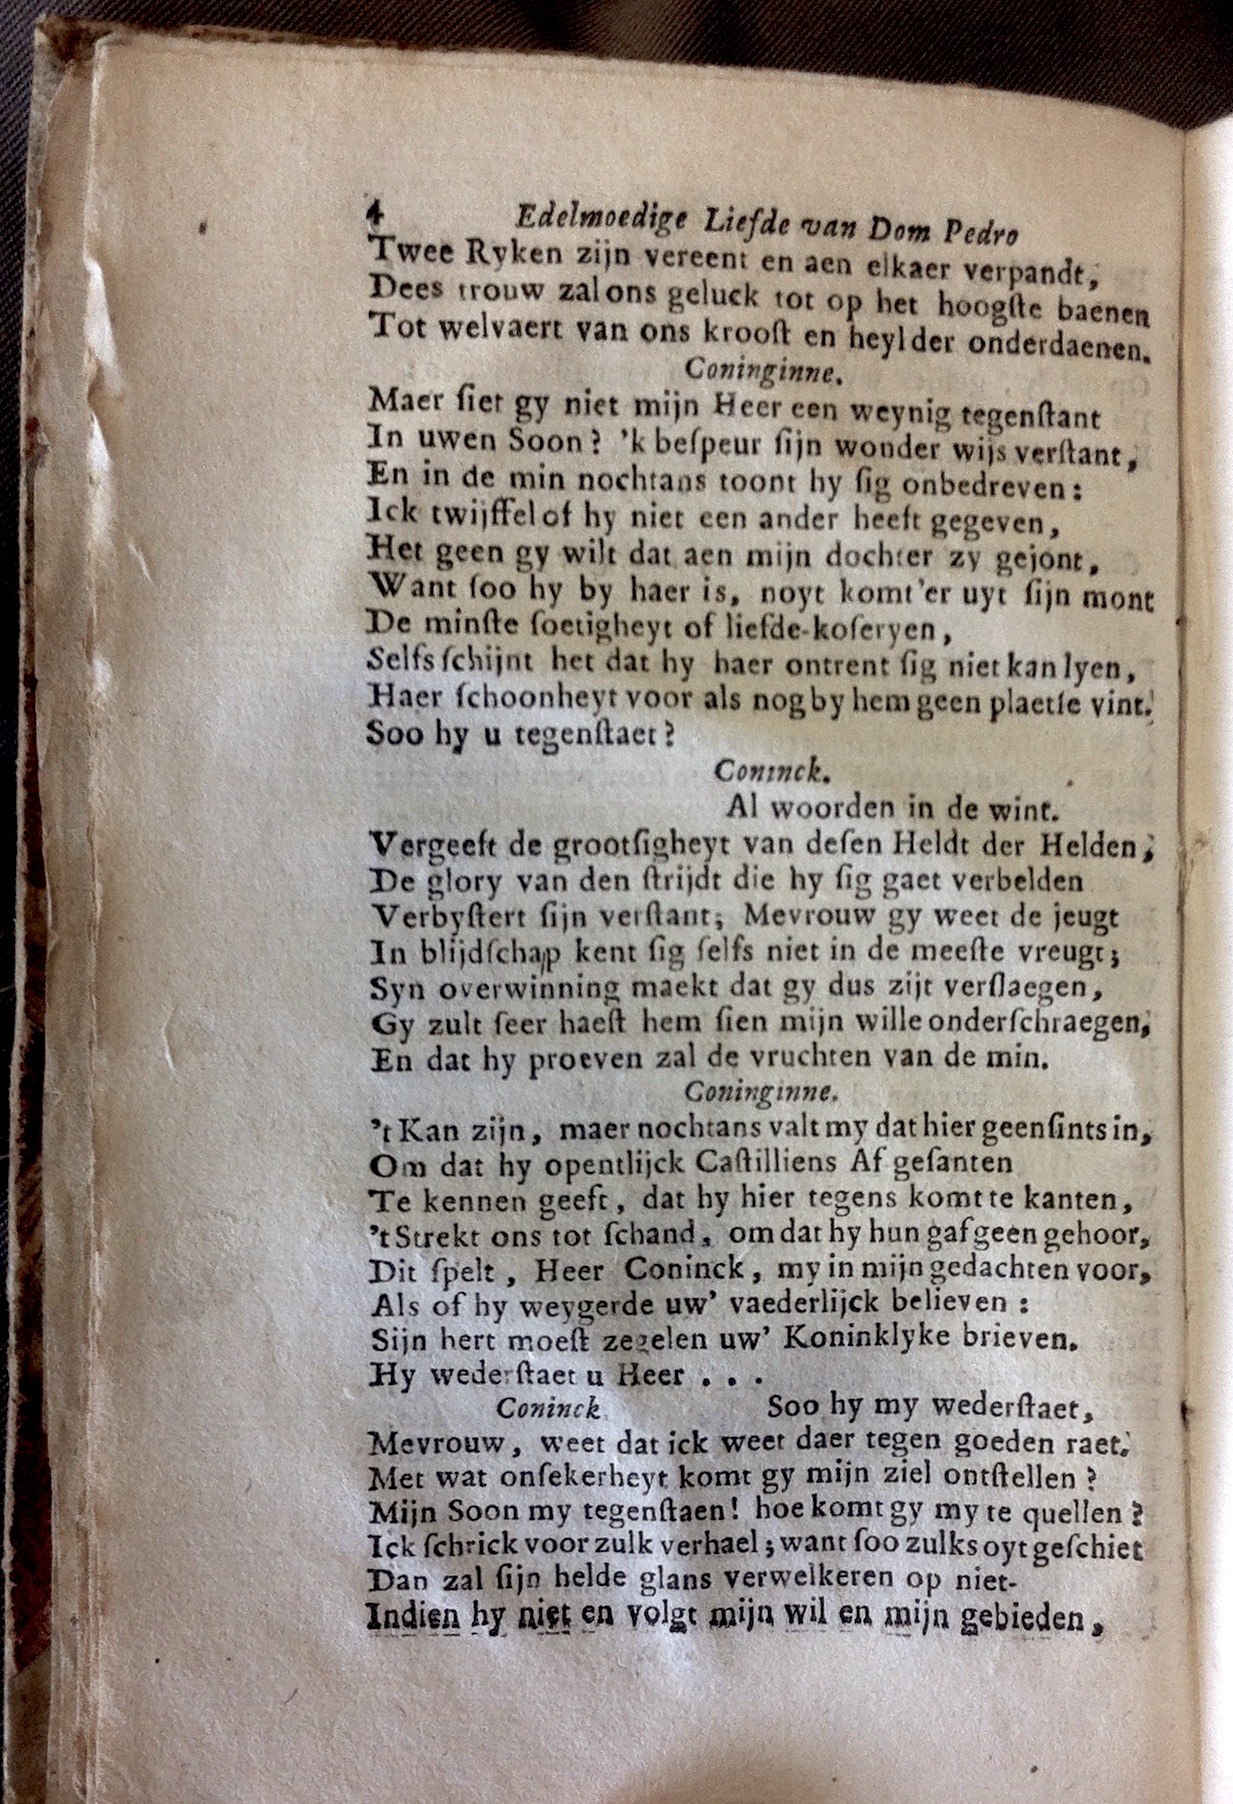 4 Edelmoedige Liefde van Dom Pedro
Twee Ryken zijn vereent en aen elkaer verpandt,
Dees trouw zal ons geluck tot op het hoogſte baenen
Tot welvaert van ons krooſt en heyl der onderdaenen.
Coninginne.
Maer ſiet gy niet mijn Heer een weynig tegenſtant
In uwen Soon? 'k beſpeur ſijn wonder wijs verſtant,
En in de min nochtans toont hy ſig onbedreven:
Ick twijffel of hy niet een ander heeft gegeven,
Het geen gy wilt dat aen mijn dochter zy gejont,
Want ſoo hy by haer is, noyt komt'er uyt ſijn mont
De minſte ſoetigheyt of liefde-koſeryen,
Selfs ſchijnt het dat hy haer ontrent ſig niet kan lyen,
Haer ſchoonheyt voor als nog by hem geen plaetſe vint.
Soo hy u tegenſtaet?
Coninck.
Al woorden in de wint.
Vergeeft de grootſigheyt van deſen Heldt der Helden,
De glory van den ſtrijdt die hy ſig gaet verbelden
Verbyſtert ſijn verſtant; Mevrouw gy weet de jeugt
In blijdſchap kent ſig ſelfs niet in de meeſte vreugt;
Syn overwinning maekt dat gy dus zijt verſlaegen,
Gy zult ſeer haeſt hem ſien mijn wille onderſchraegen,
En dat hy proeven zal de vruchten van de min.
Coninginne.
't Kan zijn, maer nochtans valt my dat hier geenſints in,
Om dat hy opentlijck Caſtilliens Af geſanten
Te kennen geeft, dat hy hier tegens komt te kanten,
't Strekt ons tot ſchand, om dat hy hun gaf geen gehoor,
Dit ſpelt, Heer Coninck, my in mijn gedachten voor,
Als of hy weygerde uw' vaederlijck believen:
Sijn hert moeſt zegelen uw' Koninklyke brieven.
Hy wederſtaet u Heer . . .
Coninck Soo hy my wederſtaet,
Mevrouw, weet dat ick weet daer tegen goeden raet.
Met wat onſekerheyt komt gy mijn ziel ontſtellen?
Mijn Soon my tegenſtaen! hoe komt gy my te quellen?
Ick ſchrick voor zulk verhael; want ſoo zulks oyt geſchiet
Dan zal ſijn helde glans verwelkeren op niet-
Indien hy niet en volgt mijn wil en mijn gebieden,